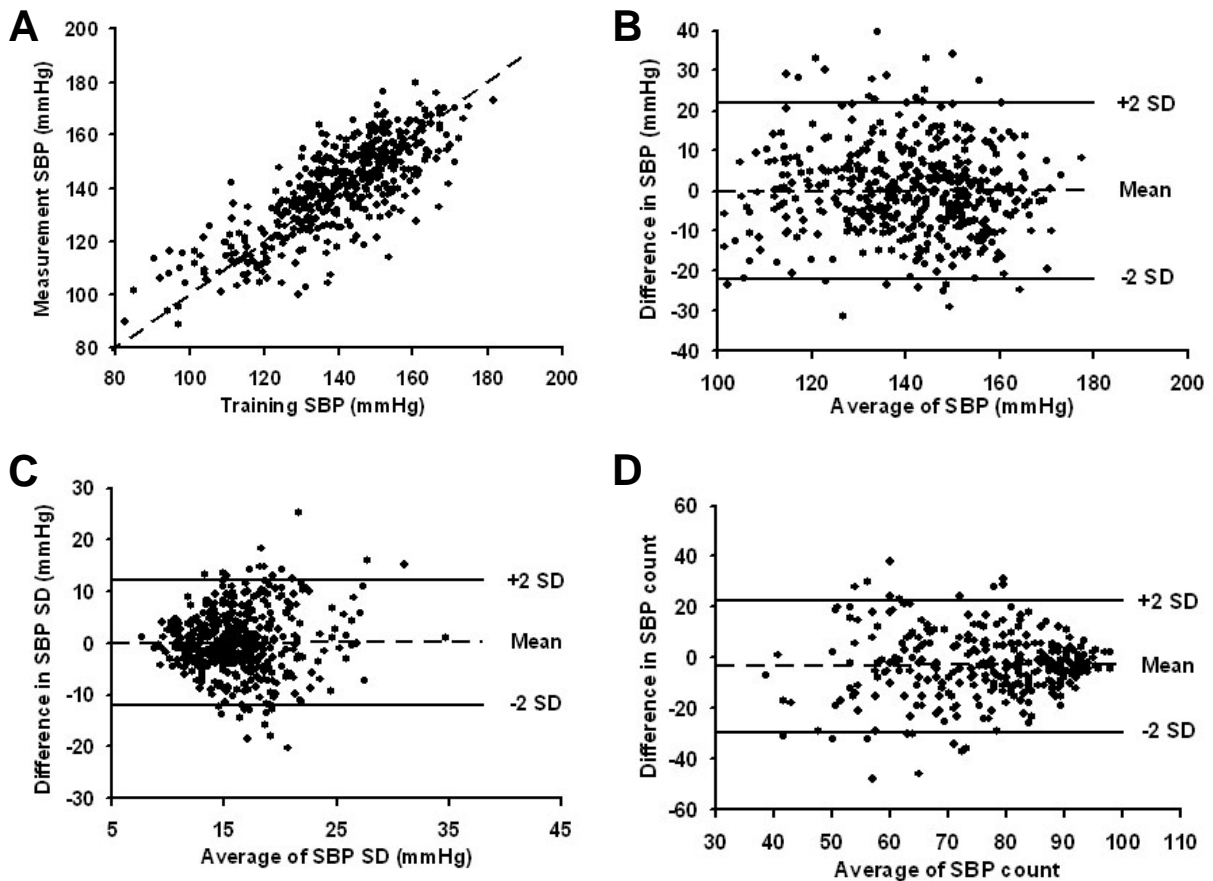 A
Measurement SBP (mmHg)
200
180
160
140
120
100
80
80 100 120 140 160 180 200
Training SBP (mmHg)
B
Difference in SBP (mmHg)
40
30
20
10
0
-10
-20
-30
-40
+2 SD
Mean
-2 SD
100 120 140 160 180 200
Average of SBP (mmHg)
C
Difference in SBP SD (mmHg)
30
20
10
0
-10
-20
-30
+2 SD
Mean
-2 SD
5 15 25 35 45
Average of SBP SD (mmHg)
D
Difference in SBP count
60
40
20
0
-20
-40
-60
+2 SD
Mean
-2 SD
30 40 50 60 70 80 90 100 110
Average of SBP count